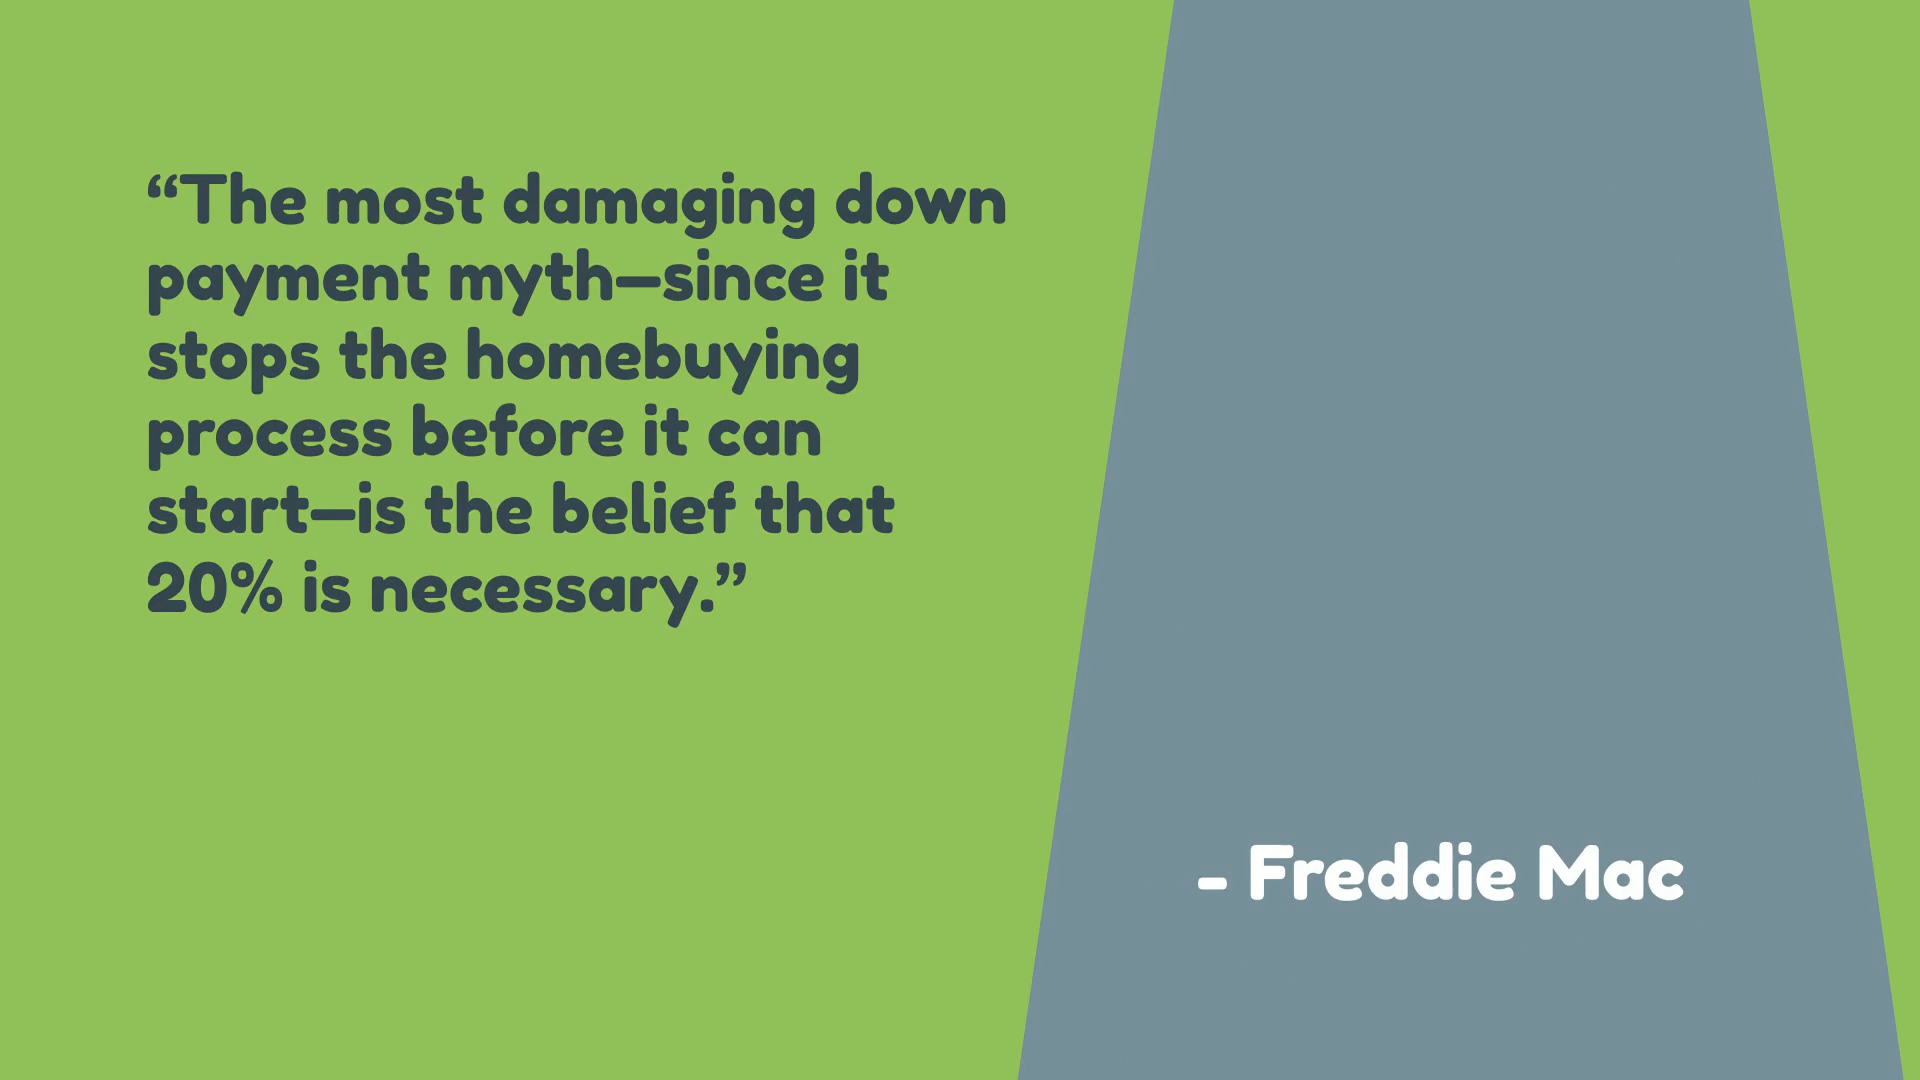 “The most damaging down
payment myth—since it
stops the homebuying
process before it can
start—is the belief that
20% is necessary.”
- Freddie Mac